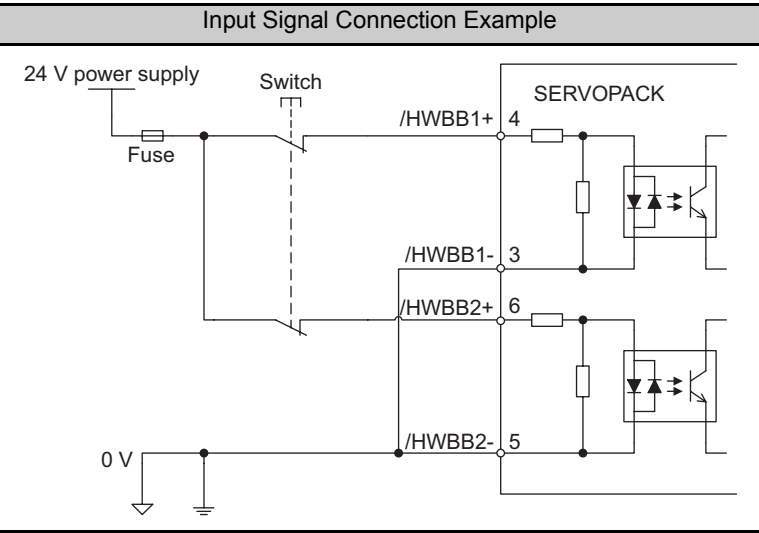 Input Signal Connection Example
24 V power supply
Switch
SERVOPACK
Fuse
/HWBB1+ 4
/HWBB1- 3
/HWBB2+ 6
/HWBB2- 5
0 V